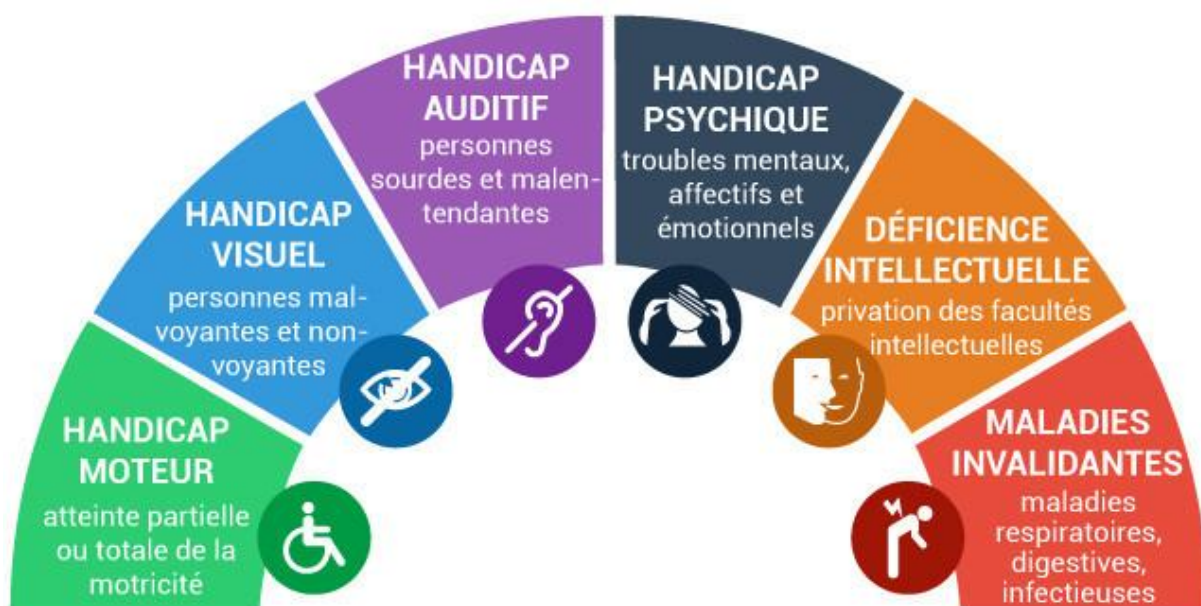 HANDICAP
MOTEUR
atteinte partielle
ou totale de la
motricité
HANDICAP
VISUEL
personnes mal-
voyantes et non-
voyantes
HANDICAP
AUDITIF
personnes
sourdes et malen-
tendantes
HANDICAP
PSYCHIQUE
troubles mentaux,
affectifs et
émotionnels
DÉFICIENCE
INTELLECTUELLE
privation des facultés
intellectuelles
MALADIES
INVALIDANTES
maladies
respiratoires,
digestives,
infectieuses